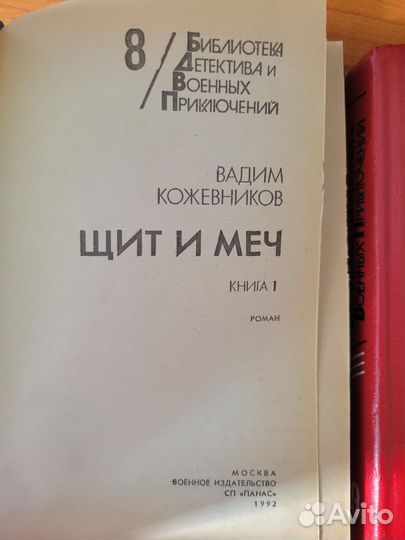 8
Библиотека
Детектива и
Военных
Приключений
ВАДИМ
КОЖЕВНИКОВ
ЩИТ И МЕЧ
КНИГА 1
РОМАН
МОСКВА
ВОЕННОЕ ИЗДАТЕЛЬСТВО
СП «ПАНАС»
1992
Военных Приключений
Avito